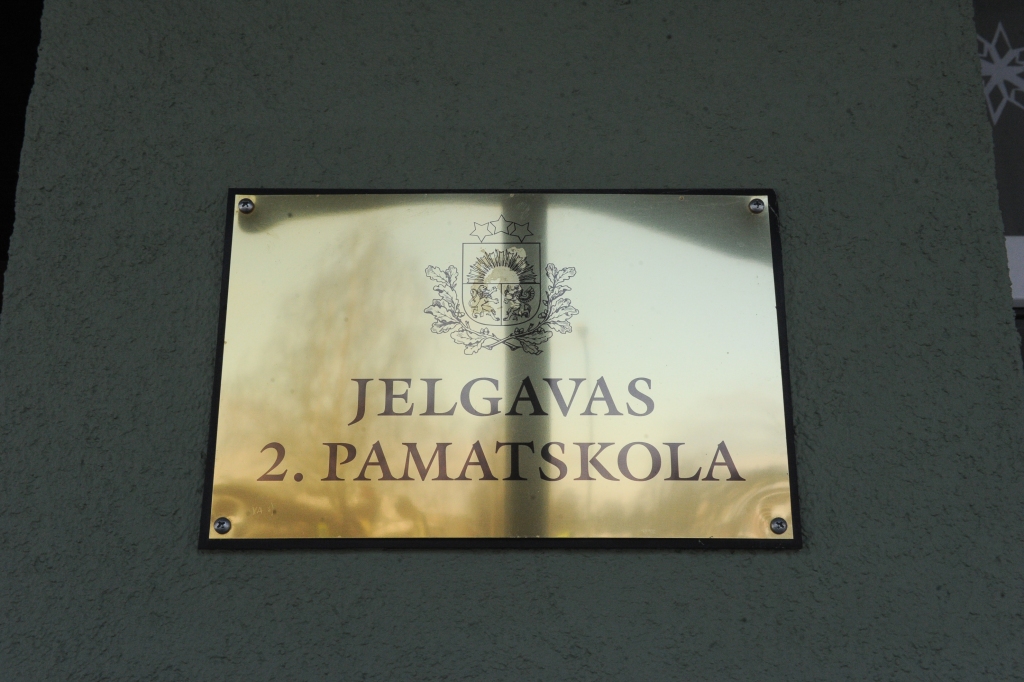 JELGAVAS
2. PAMATSKOLA